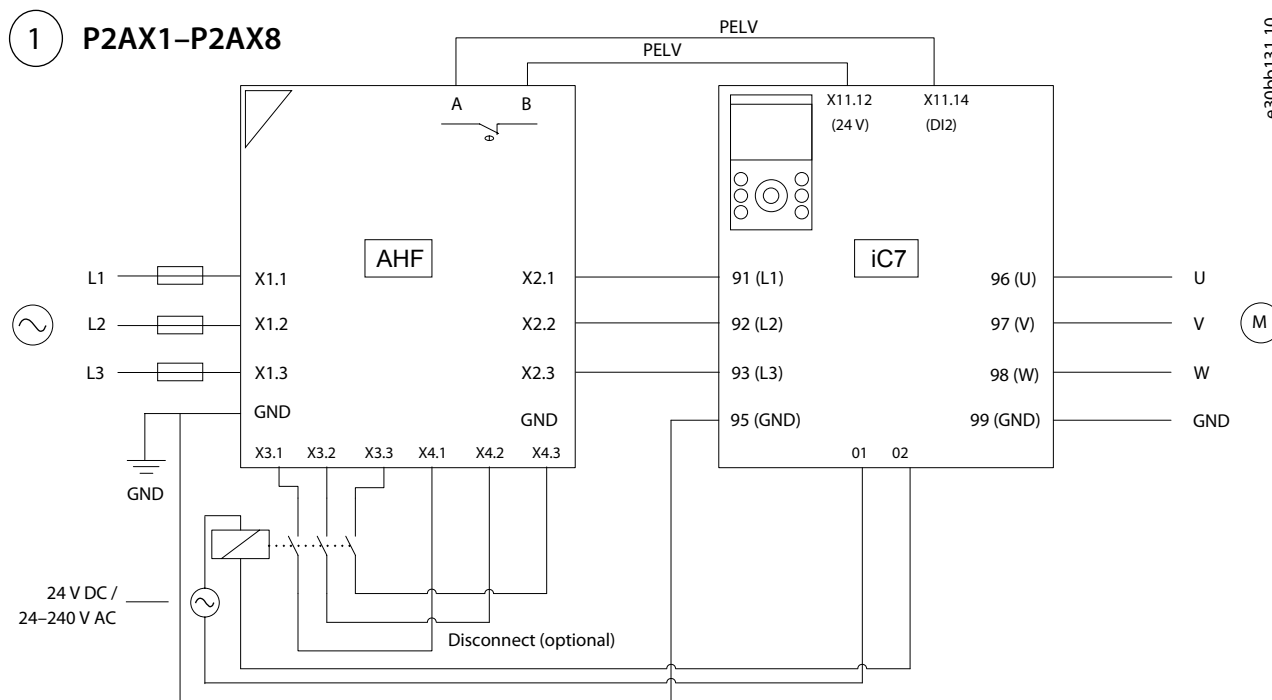 1 P2AX1–P2AX8
PELV
PELV
e30bb131.10
A B
X11.12 X11.14
(24 V) (DI2)
AHF
iC7
L1 X1.1 X2.1 91 (L1) 96 (U) U
L2 X1.2 X2.2 92 (L2) 97 (V) V M
L3 X1.3 X2.3 93 (L3) 98 (W) W
GND GND 95 (GND) 99 (GND) GND
X3.1 X3.2 X3.3 X4.1 X4.2 X4.3 01 02
GND
24 V DC /
24–240 V AC
Disconnect (optional)